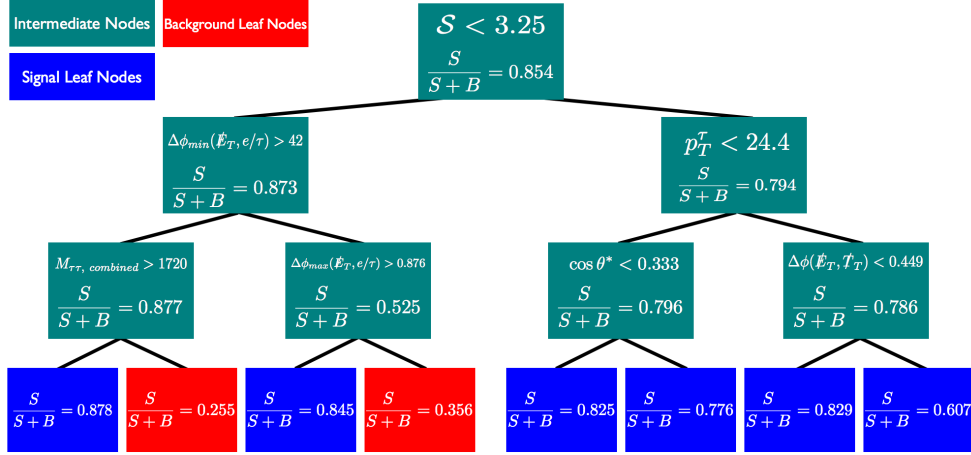 Intermediate Nodes
Background Leaf Nodes
Signal Leaf Nodes
𝒮 < 3.25
S/(S + B) = 0.854
Δϕ_min(E̸_T, e/τ) > 42
S/(S + B) = 0.873
p_T^τ < 24.4
S/(S + B) = 0.794
M_ττ, combined > 1720
S/(S + B) = 0.877
Δϕ_max(E̸_T, e/τ) > 0.876
S/(S + B) = 0.525
cos θ* < 0.333
S/(S + B) = 0.796
Δϕ(E̸_T, T̸_T) < 0.449
S/(S + B) = 0.786
S/(S + B) = 0.878
S/(S + B) = 0.255
S/(S + B) = 0.845
S/(S + B) = 0.356
S/(S + B) = 0.825
S/(S + B) = 0.776
S/(S + B) = 0.829
S/(S + B) = 0.607